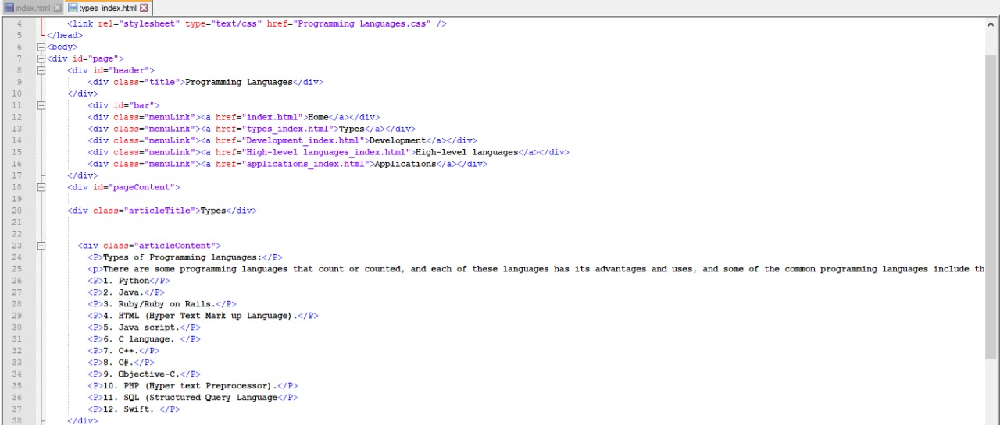 index.html types_index.html
4 <link rel="stylesheet" type="text/css" href="Programming Languages.css" />
5 </head>
6 <body>
7 <div id="page">
8 <div id="header">
9 <div class="title">Programming Languages</div>
10 </div>
11 <div id="bar">
12 <div class="menuLink"><a href="index.html">Home</a></div>
13 <div class="menuLink"><a href="types_index.html">Types</a></div>
14 <div class="menuLink"><a href="Development_index.html">Development</a></div>
15 <div class="menuLink"><a href="High-level languages_index.html">High-level languages</a></div>
16 <div class="menuLink"><a href="applications_index.html">Applications</a></div>
17 </div>
18 <div id="pageContent">
19
20 <div class="articleTitle">Types</div>
21
22
23 <div class="articleContent">
24 <P>Types of Programming languages:</P>
25 <p>There are some programming languages that count or counted, and each of these languages has its advantages and uses, and some of the common programming languages include th
26 <P>1. Python</P>
27 <P>2. Java.</P>
28 <P>3. Ruby/Ruby on Rails.</P>
29 <P>4. HTML (Hyper Text Mark up Language).</P>
30 <P>5. Java script.</P>
31 <P>6. C language. </P>
32 <P>7. C++.</P>
33 <P>8. C#.</P>
34 <P>9. Objective-C.</P>
35 <P>10. PHP (Hyper text Preprocessor).</P>
36 <P>11. SQL (Structured Query Language</P>
37 <P>12. Swift. </P>
38 </div>